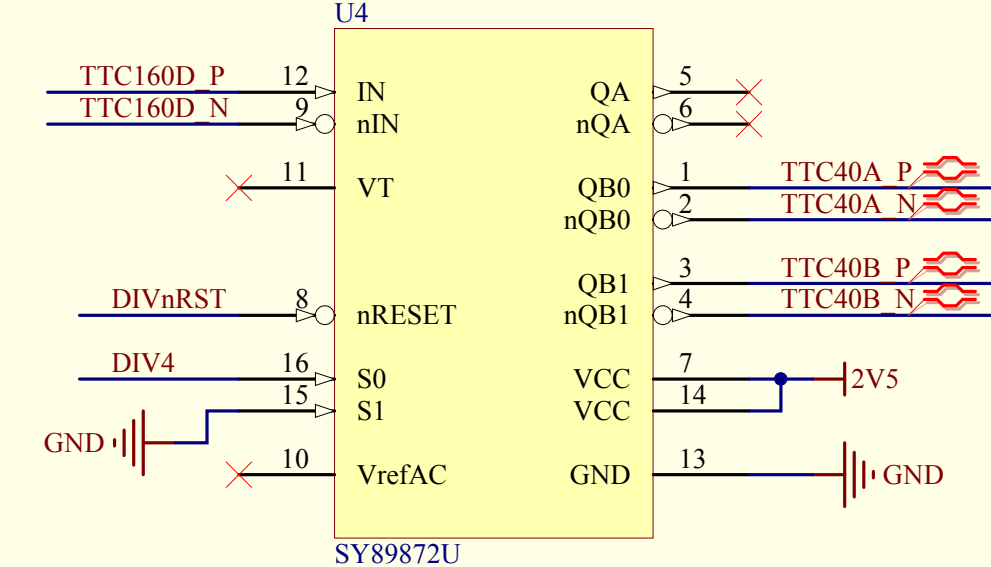 U4
TTC160D_P 12 IN QA 5
TTC160D_N 9 nIN nQA 6
11 VT QB0 1 TTC40A_P
nQB0 2 TTC40A_N
QB1 3 TTC40B_P
DIVnRST 8 nRESET nQB1 4 TTC40B_N
DIV4 16 S0 VCC 7 2V5
15 S1 VCC 14
GND
10 VrefAC GND 13 GND
SY89872U